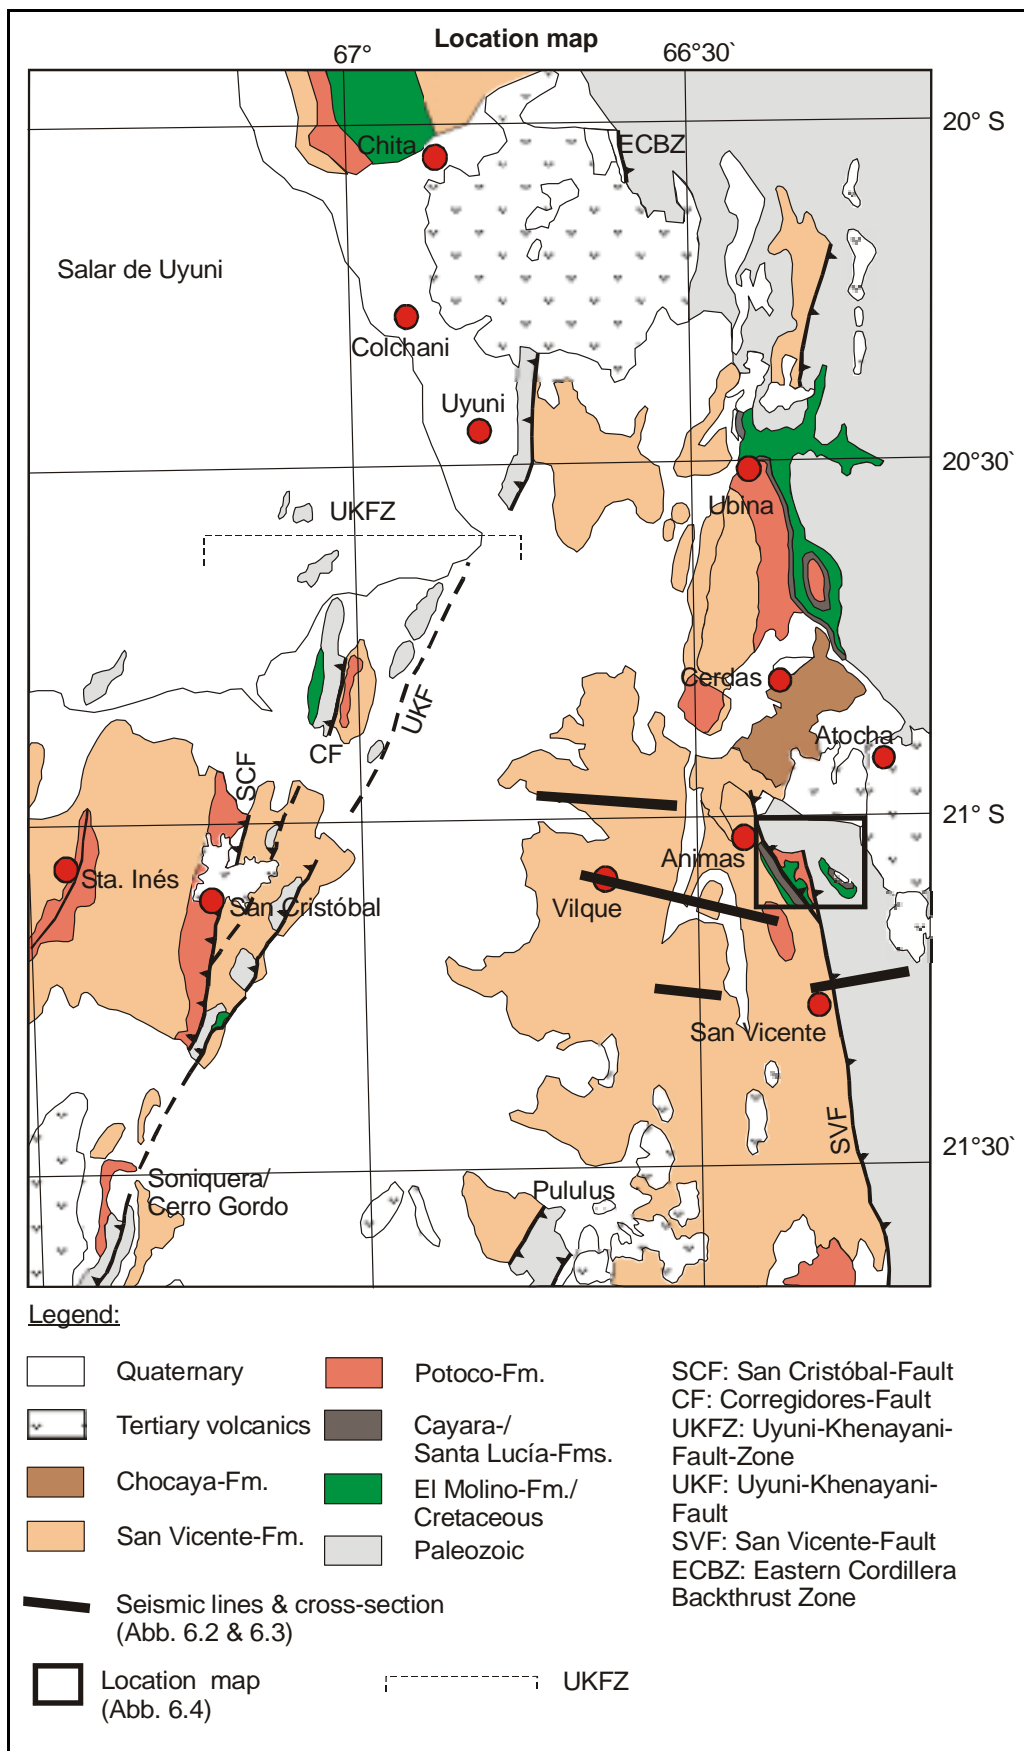 Location map
67°
66°30`
20° S
Chita
ECBZ
Salar de Uyuni
Colchani
Uyuni
20°30`
Ubina
UKFZ
Cerdas
UKF
Atocha
CF
SCF
21° S
Animas
Sta. Inés
San Cristóbal
Vilque
San Vicente
SVF
21°30`
Soniquera/
Cerro Gordo
Pululus
Legend:
Quaternary
Tertiary volcanics
Chocaya-Fm.
San Vicente-Fm.
Potoco-Fm.
Cayara-/
Santa Lucía-Fms.
El Molino-Fm./
Cretaceous
Paleozoic
SCF: San Cristóbal-Fault
CF: Corregidores-Fault
UKFZ: Uyuni-Khenayani-
Fault-Zone
UKF: Uyuni-Khenayani-
Fault
SVF: San Vicente-Fault
ECBZ: Eastern Cordillera
Backthrust Zone
Seismic lines & cross-section
(Abb. 6.2 & 6.3)
Location map
(Abb. 6.4)
UKFZ